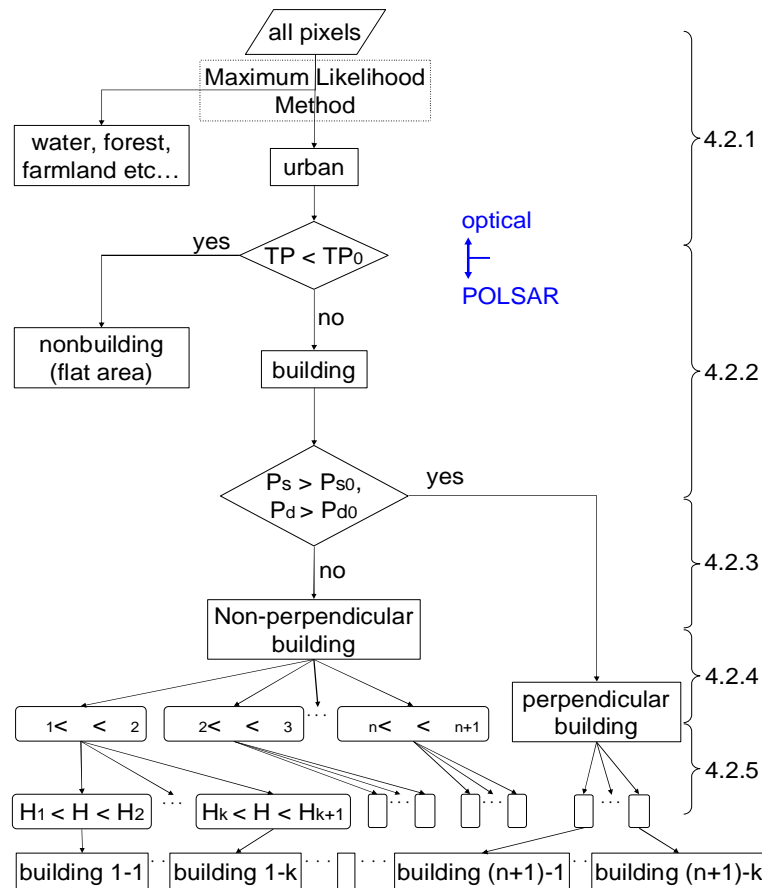 all pixels
Maximum Likelihood
Method
water, forest,
farmland etc…
urban
4.2.1
optical
POLSAR
yes
TP < TP0
no
nonbuilding
(flat area)
building
4.2.2
Ps > Ps0,
Pd > Pd0
yes
no
4.2.3
Non-perpendicular
building
4.2.4
perpendicular
building
1< < 2
2< < 3
...
n< < n+1
4.2.5
H1 < H < H2
...
Hk < H < Hk+1
...
...
...
building 1-1
...
building 1-k
...
...
building (n+1)-1
...
building (n+1)-k